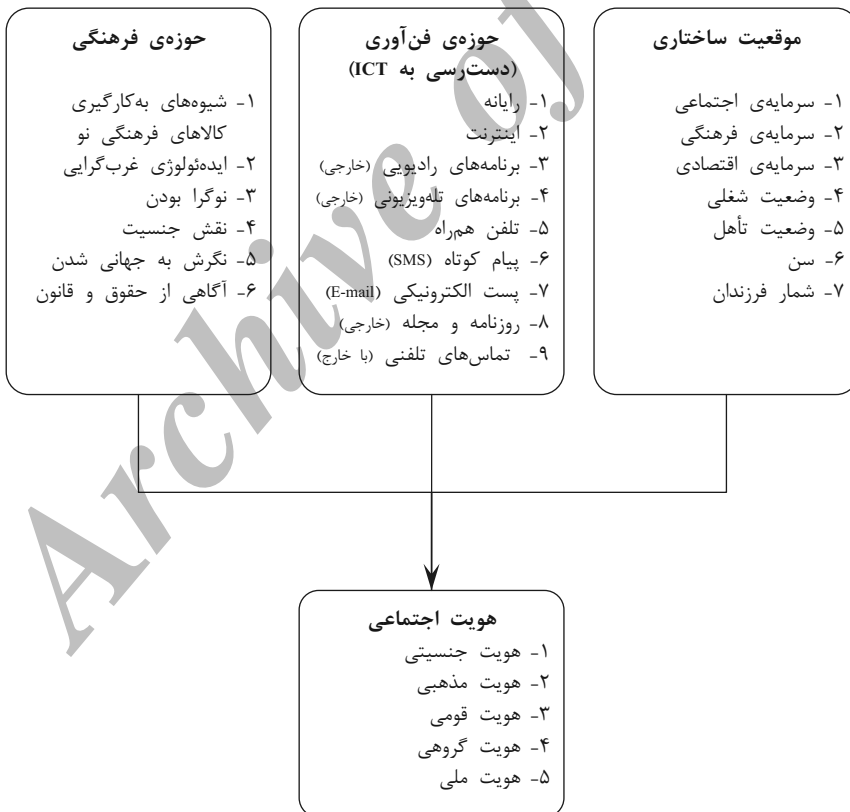 موقعیت ساختاری
۱- سرمایه‌ی اجتماعی
۲- سرمایه‌ی فرهنگی
۳- سرمایه‌ی اقتصادی
۴- وضعیت شغلی
۵- وضعیت تأهل
۶- سن
۷- شمار فرزندان
حوزه‌ی فن‌آوری
(دست‌رسی به ICT)
۱- رایانه
۲- اینترنت
۳- برنامه‌های رادیویی (خارجی)
۴- برنامه‌های تله‌ویزیونی (خارجی)
۵- تلفن هم‌راه
۶- پیام کوتاه (SMS)
۷- پست الکترونیکی (E-mail)
۸- روزنامه و مجله (خارجی)
۹- تماس‌های تلفنی (با خارج)
حوزه‌ی فرهنگی
۱- شیوه‌های به‌کارگیری
کالاهای فرهنگی نو
۲- ایده‌ئولوژی غرب‌گرایی
۳- نوگرا بودن
۴- نقش جنسیت
۵- نگرش به جهانی شدن
۶- آگاهی از حقوق و قانون
هویت اجتماعی
۱- هویت جنسیتی
۲- هویت مذهبی
۳- هویت قومی
۴- هویت گروهی
۵- هویت ملی
Archive of